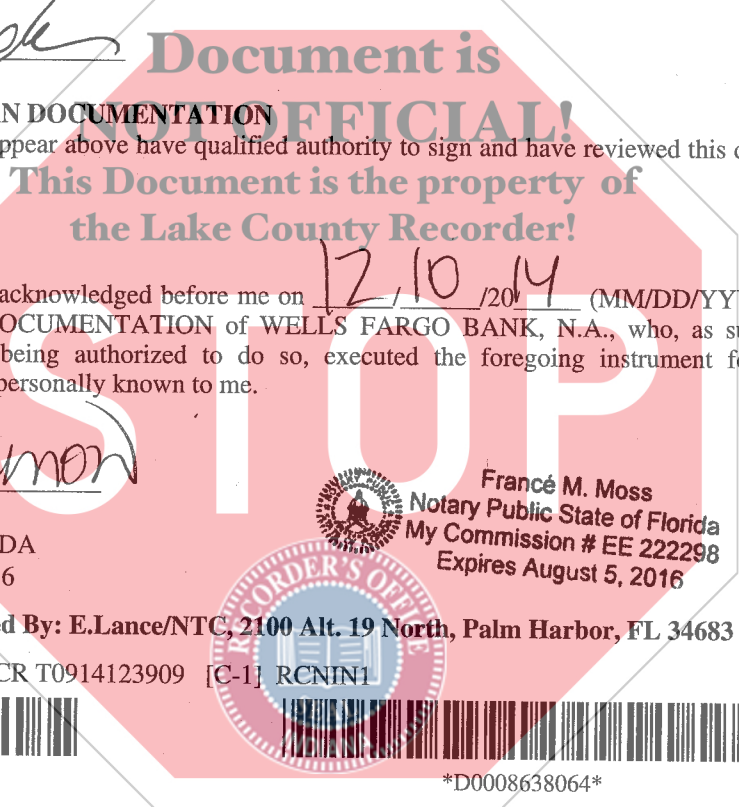 Document is
NOT OFFICIAL!
N DOCUMENTATION
ppear above have qualified authority to sign and have reviewed this
This Document is the property of
the Lake County Recorder!
acknowledged before me on 12/10/2014 (MM/DD/YY
OCUMENTATION of WELLS FARGO BANK, N.A., who, as su
being authorized to do so, executed the foregoing instrument f
personally known to me.
STOP
Francé M. Moss
Notary Public State of Florida
My Commission # EE 222298
Expires August 5, 2016
DA
6
RECORDER'S OFFICE
d By: E.Lance/NTC, 2100 Alt. 19 North, Palm Harbor, FL 34683
CR T0914123909 [C-1] RCNIN1
INDIANA
*D0008638064*